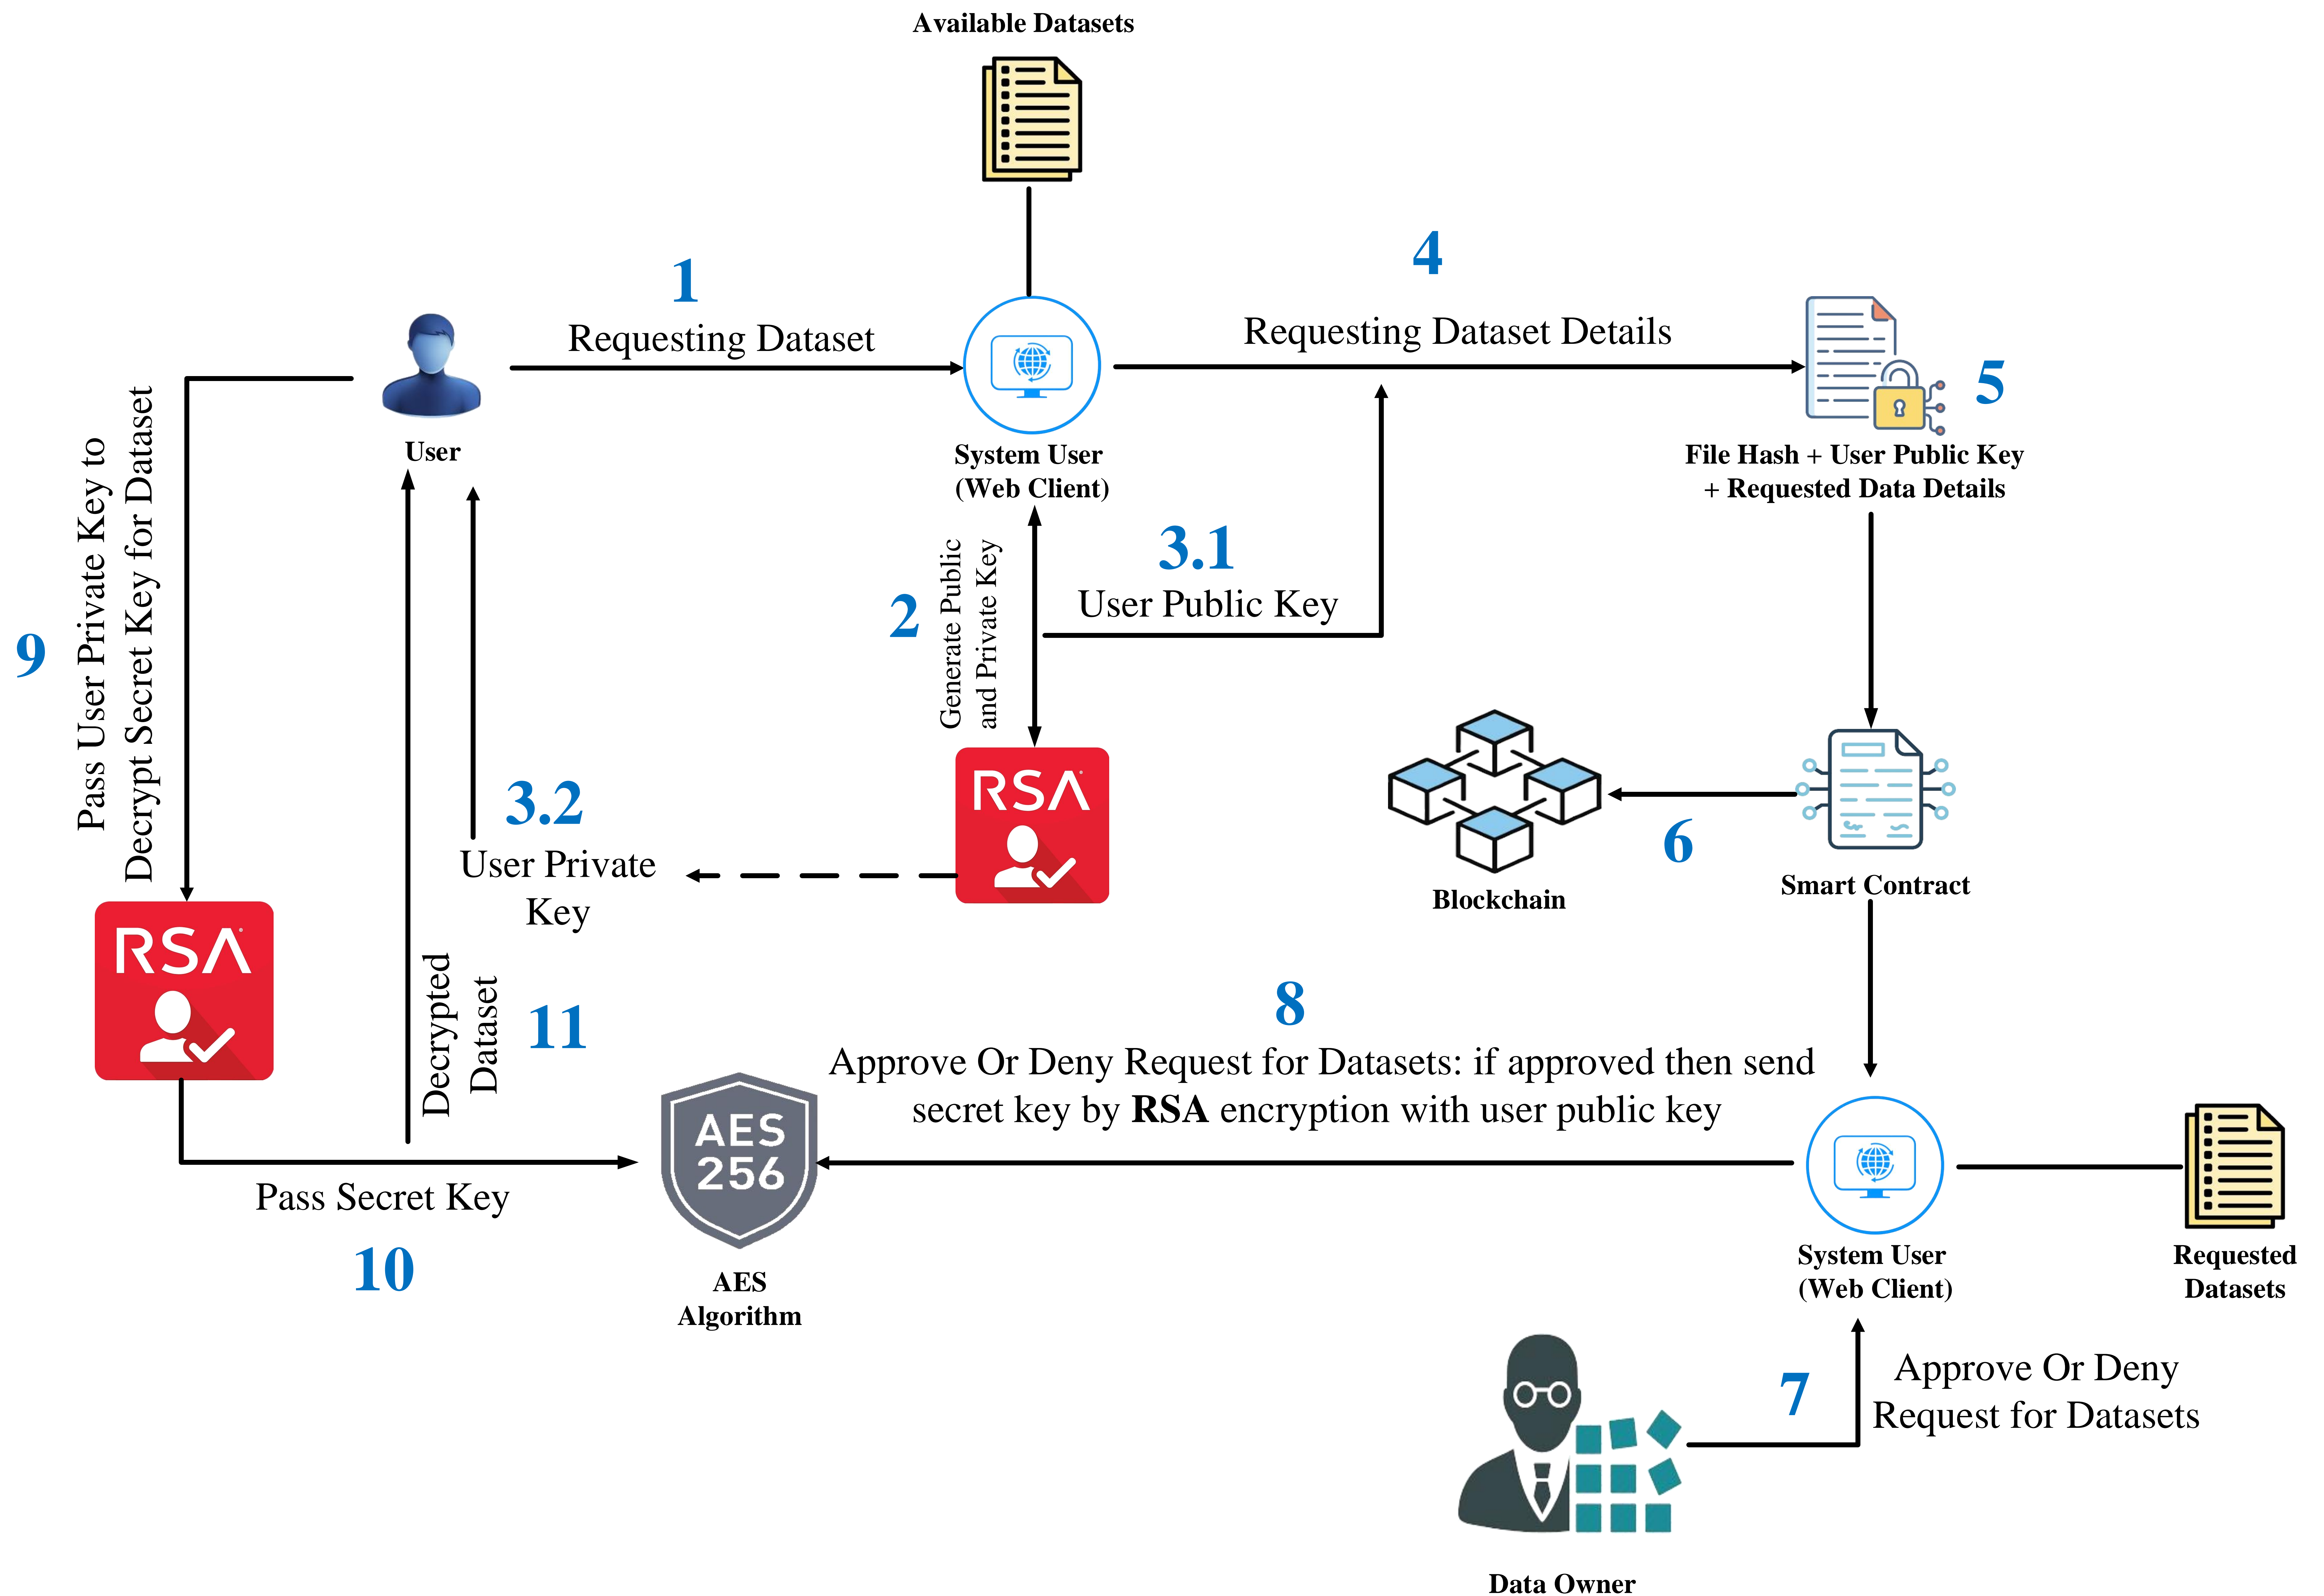 Available Datasets
1
Requesting Dataset
4
Requesting Dataset Details
5
User
System User
(Web Client)
File Hash + User Public Key
+ Requested Data Details
9
Pass User Private Key to
Decrypt Secret Key for Dataset
2
Generate Public
and Private Key
3.1
User Public Key
RSA
3.2
User Private
Key
6
Blockchain
Smart Contract
RSA
Decrypted
Dataset
11
8
Approve Or Deny Request for Datasets: if approved then send
secret key by RSA encryption with user public key
AES
256
Pass Secret Key
10
AES
Algorithm
System User
(Web Client)
Requested
Datasets
7
Approve Or Deny
Request for Datasets
Data Owner